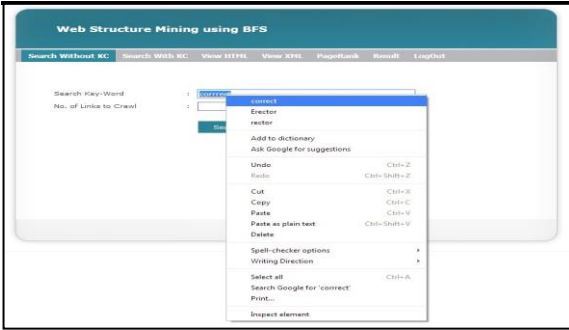 Web Structure Mining using BFS
Search Without KC Search With KC View HTML View XML PageRank Result LogOut
Search Key-Word :
No. of Links to Crawl :
correct
Erector
rector
Add to dictionary
Ask Google for suggestions
Undo Ctrl+Z
Redo Ctrl+Shift+Z
Cut Ctrl+X
Copy Ctrl+C
Paste Ctrl+V
Paste as plain text Ctrl+Shift+V
Delete
Spell-checker options
Writing Direction
Select all Ctrl+A
Search Google for 'corrrect'
Print...
Inspect element